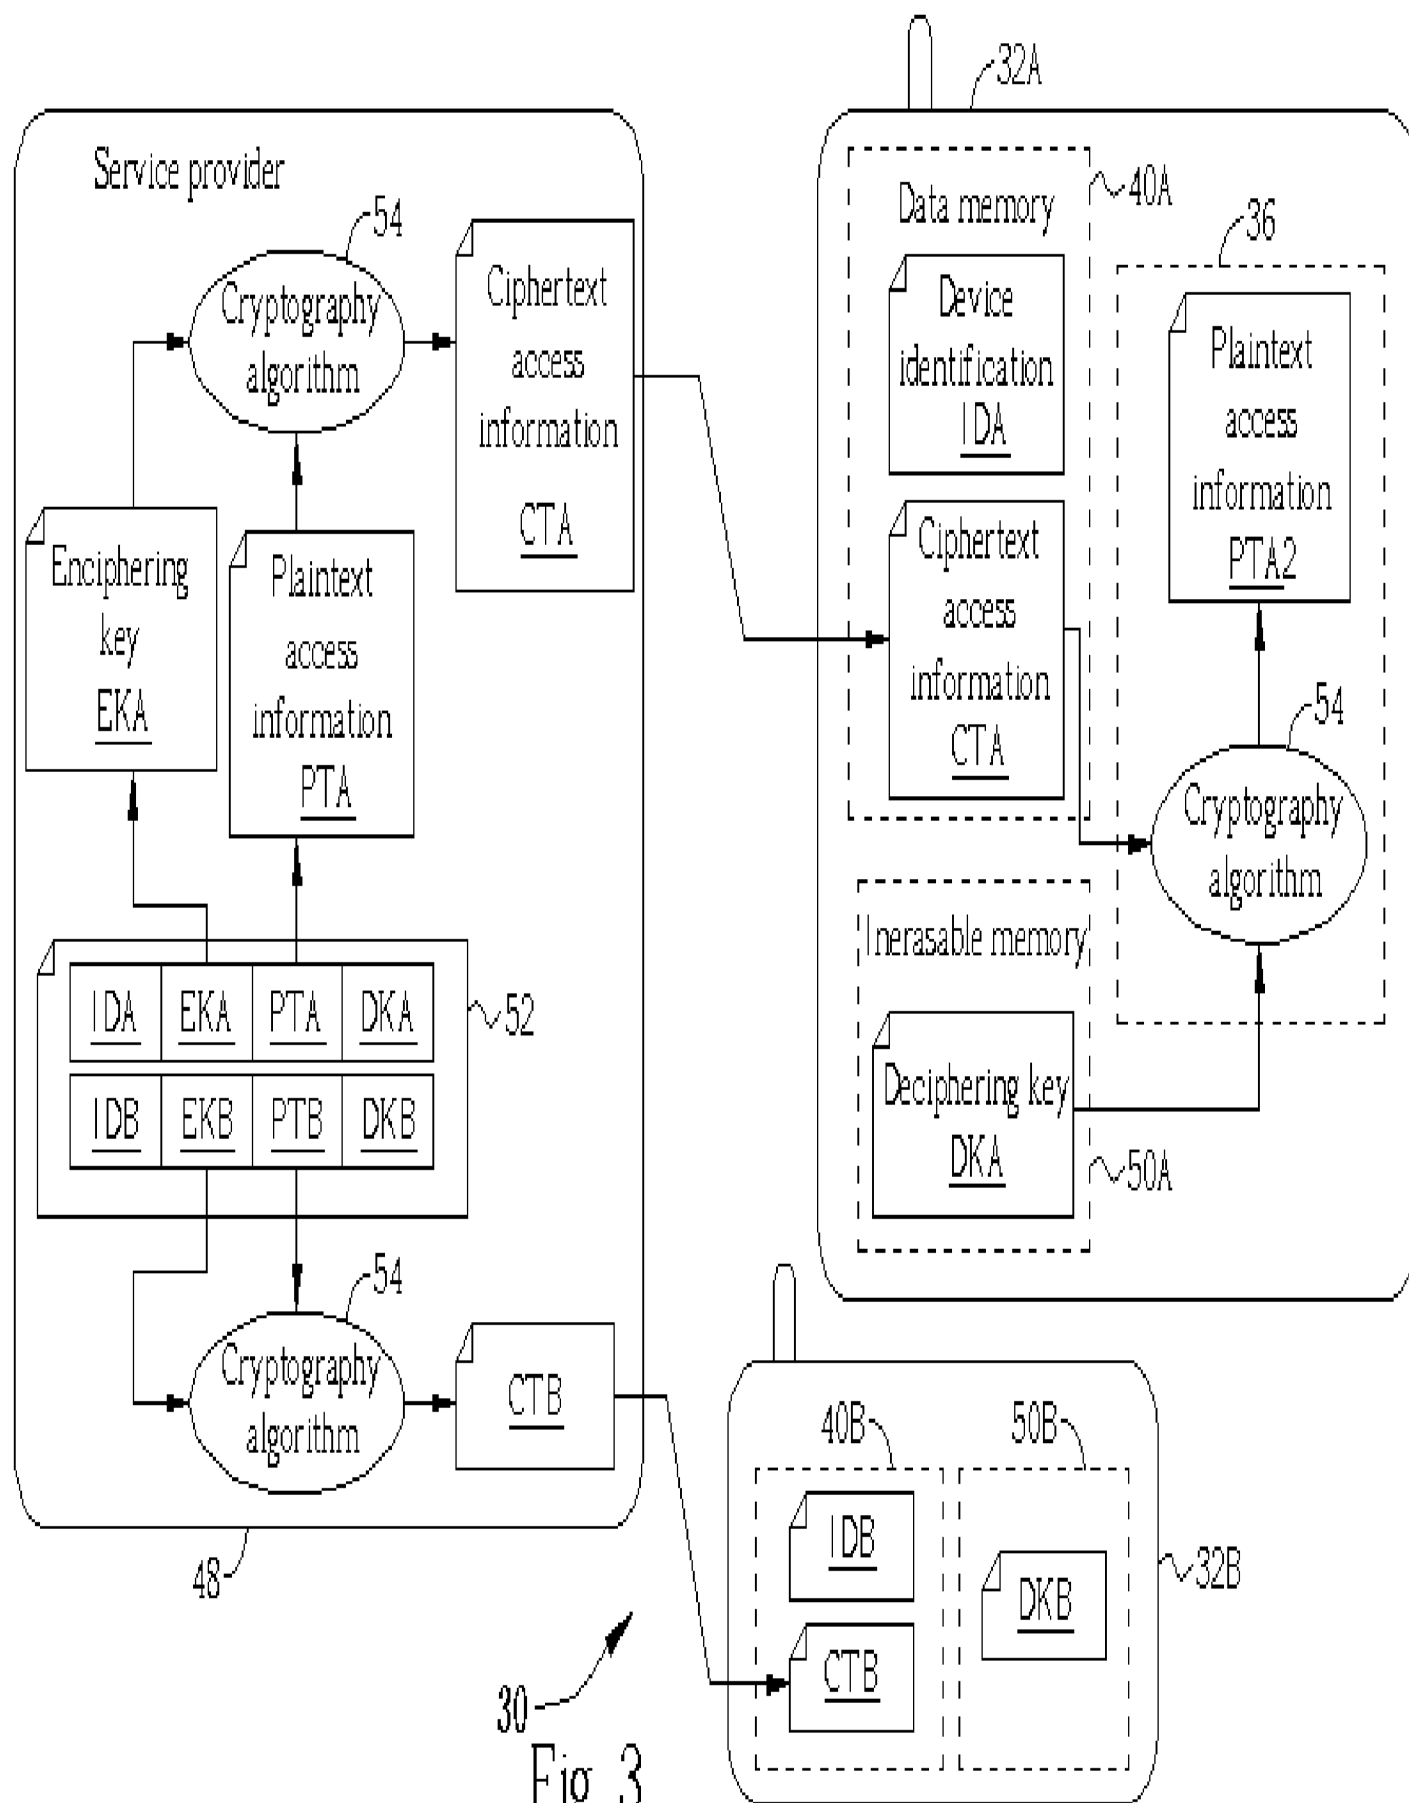 32A
Service provider
54
Cryptography
algorithm
Ciphertext
access
information
CTA
Enciphering
key
EKA
Plaintext
access
information
PTA
IDA EKA PTA DKA
IDB EKB PTB DKB
52
54
Cryptography
algorithm
CTB
48
40A
Data memory
Device
identification
IDA
Ciphertext
access
information
CTA
36
Plaintext
access
information
PTA2
54
Cryptography
algorithm
Inerasable memory
Deciphering key
DKA
50A
40B
50B
IDB
CTB
DKB
32B
30
Fig. 3